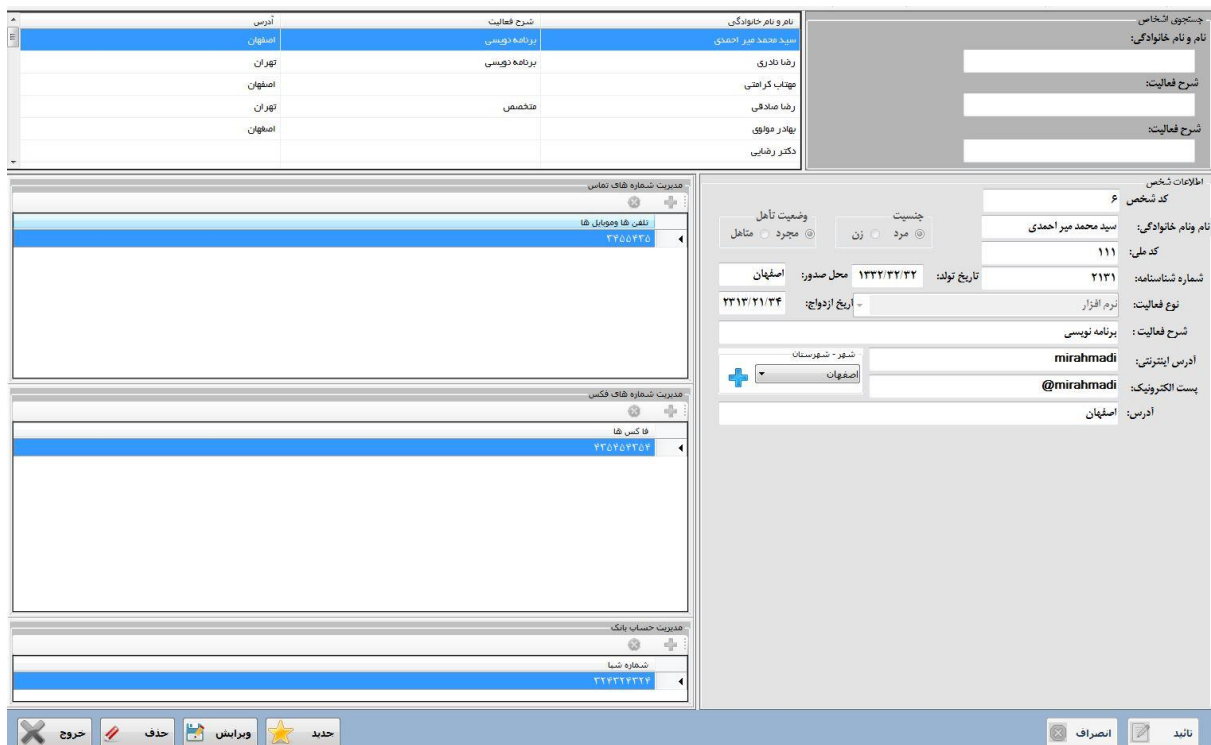 جستجوی اشخاص
نام و نام خانوادگی:
شرح فعالیت:
شرح فعالیت:
نام و نام خانوادگی شرح فعالیت آدرس
سید محمد میر احمدی برنامه نویسی اصفهان
رضا نادری برنامه نویسی تهران
مهتاب کرامتی اصفهان
رضا صادقی متخصص تهران
بهادر مولوی اصفهان
دکتر رضایی
اطلاعات شخص
کد شخص ۶
نام ونام خانوادگی: سید محمد میر احمدی
جنسیت
مرد زن
وضعیت تأهل
مجرد متاهل
کد ملی: ۱۱۱
شماره شناسنامه: ۲۱۳۱ تاریخ تولد: ۱۳۳۲/۳۲/۳۲ محل صدور: اصفهان
نوع فعالیت: نرم افزار اریخ ازدواج: ۲۳۱۳/۲۱/۳۴
شرح فعالیت : برنامه نویسی
آدرس اینترنتی: mirahmadi
شهر - شهرستان
اصفهان
پست الکترونیک: @mirahmadi
آدرس: اصفهان
مدیریت شماره های تماس
تلفن ها وموبایل ها
۳۴۵۵۴۳۵
مدیریت شماره های فکس
فا کس ها
۴۳۵۴۵۴۳۵۴
مدیریت حساب بانک
شماره شبا
۳۲۴۳۲۴۳۲۴
تائید انصراف جدید ویرایش حذف خروج